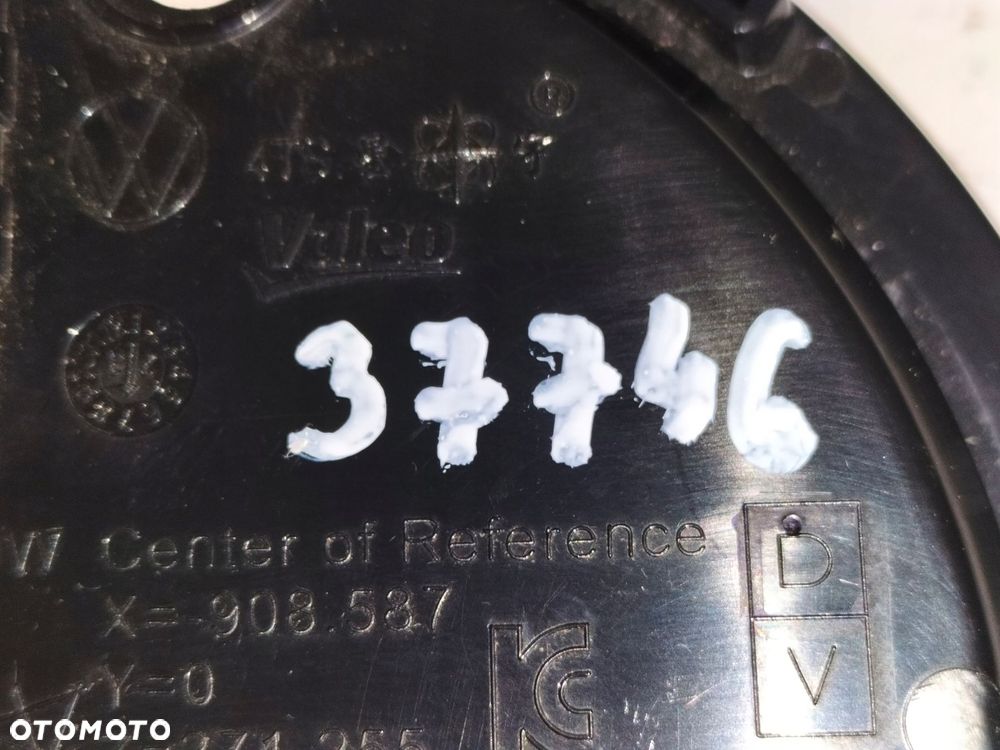 Valeo
37746
Center of Reference
X=-908.587
Y=0
D
V
OTOMOTO